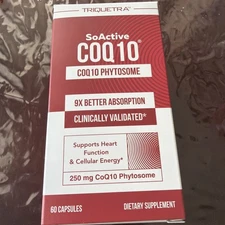 TRIQUETRA®
SoActive
COQ10®
COQ10 PHYTOSOME
9X BETTER ABSORPTION
CLINICALLY VALIDATED®
Supports Heart
Function
& Cellular Energy*
250 mg CoQ10 Phytosome
60 CAPSULES
DIETARY SUPPLEMENT